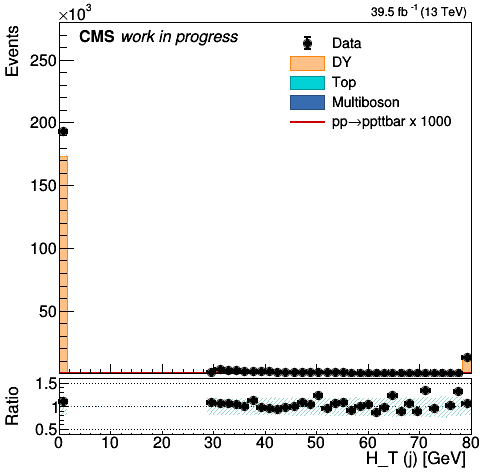 ×10³
39.5 fb⁻¹ (13 TeV)
CMS work in progress
Events
250
200
150
100
50
Data
DY
Top
Multiboson
pp→ppttbar x 1000
Ratio
1.5
1
0.5
0 10 20 30 40 50 60 70 80
H_T (j) [GeV]